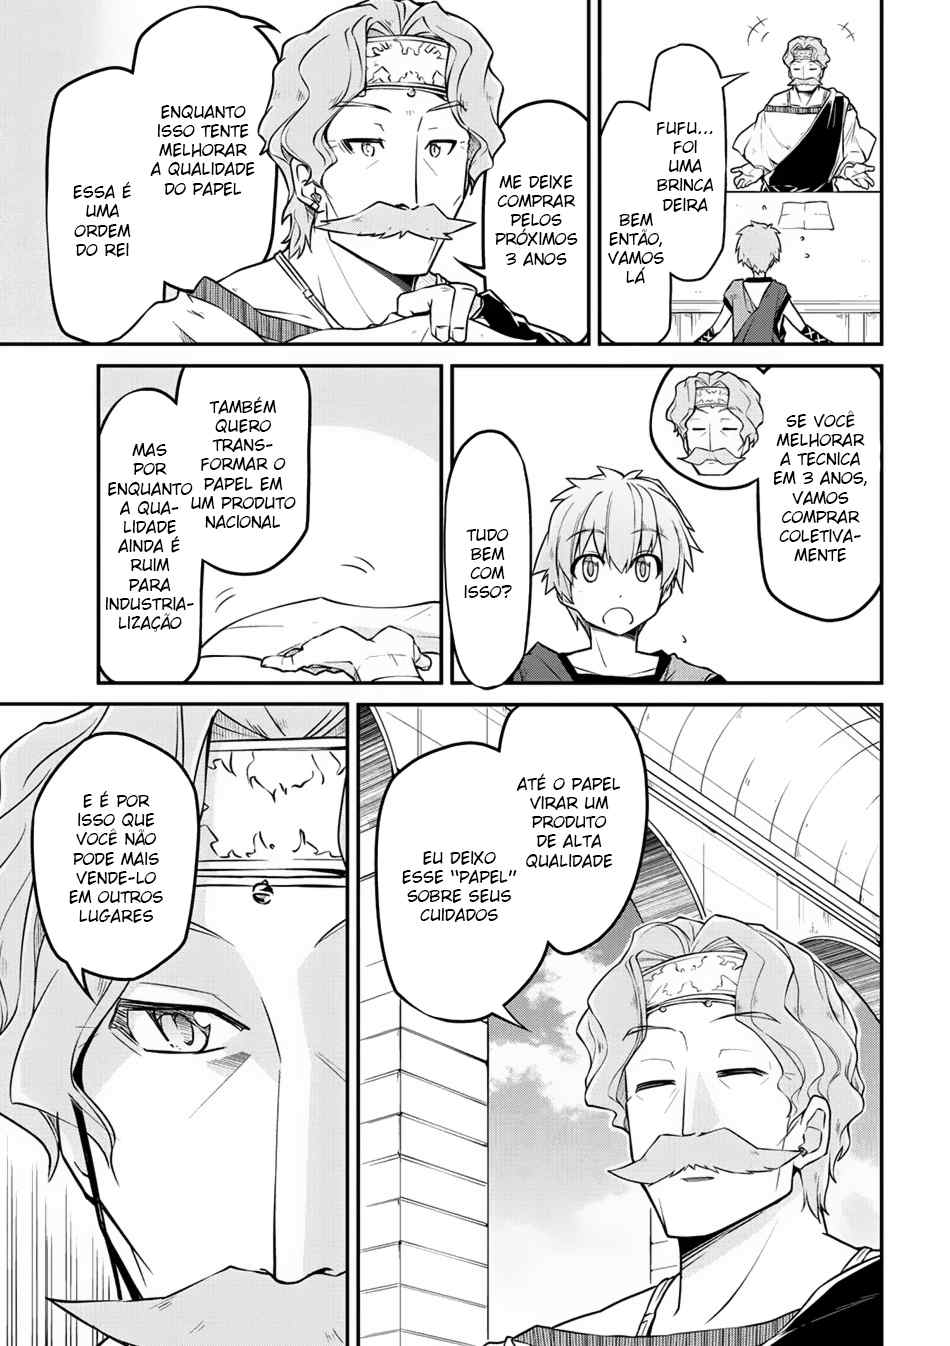 FUFU...
FOI
UMA
BRINCA
DEIRA
BEM
ENTÃO,
VAMOS
LÁ
ME DEIXE
COMPRAR
PELOS
PRÓXIMOS
3 ANOS
ENQUANTO
ISSO TENTE
MELHORAR
A QUALIDADE
DO PAPEL
ESSA É
UMA
ORDEM
DO REI
SE VOCÊ
MELHORAR
A TECNICA
EM 3 ANOS,
VAMOS
COMPRAR
COLETIVA-
MENTE
TUDO
BEM
COM
ISSO?
TAMBÉM
QUERO
TRANS-
FORMAR O
PAPEL EM
UM PRODUTO
NACIONAL
MAS
POR
ENQUANTO
A QUA-
LIDADE
AINDA É
RUIM
PARA
INDUSTRIA-
LIZAÇÃO
ATÉ O PAPEL
VIRAR UM
PRODUTO
DE ALTA
QUALIDADE
EU DEIXO
ESSE “PAPEL”
SOBRE SEUS
CUIDADOS
E É POR
ISSO QUE
VOCÊ NÃO
PODE MAIS
VENDE-LO
EM OUTROS
LUGARES